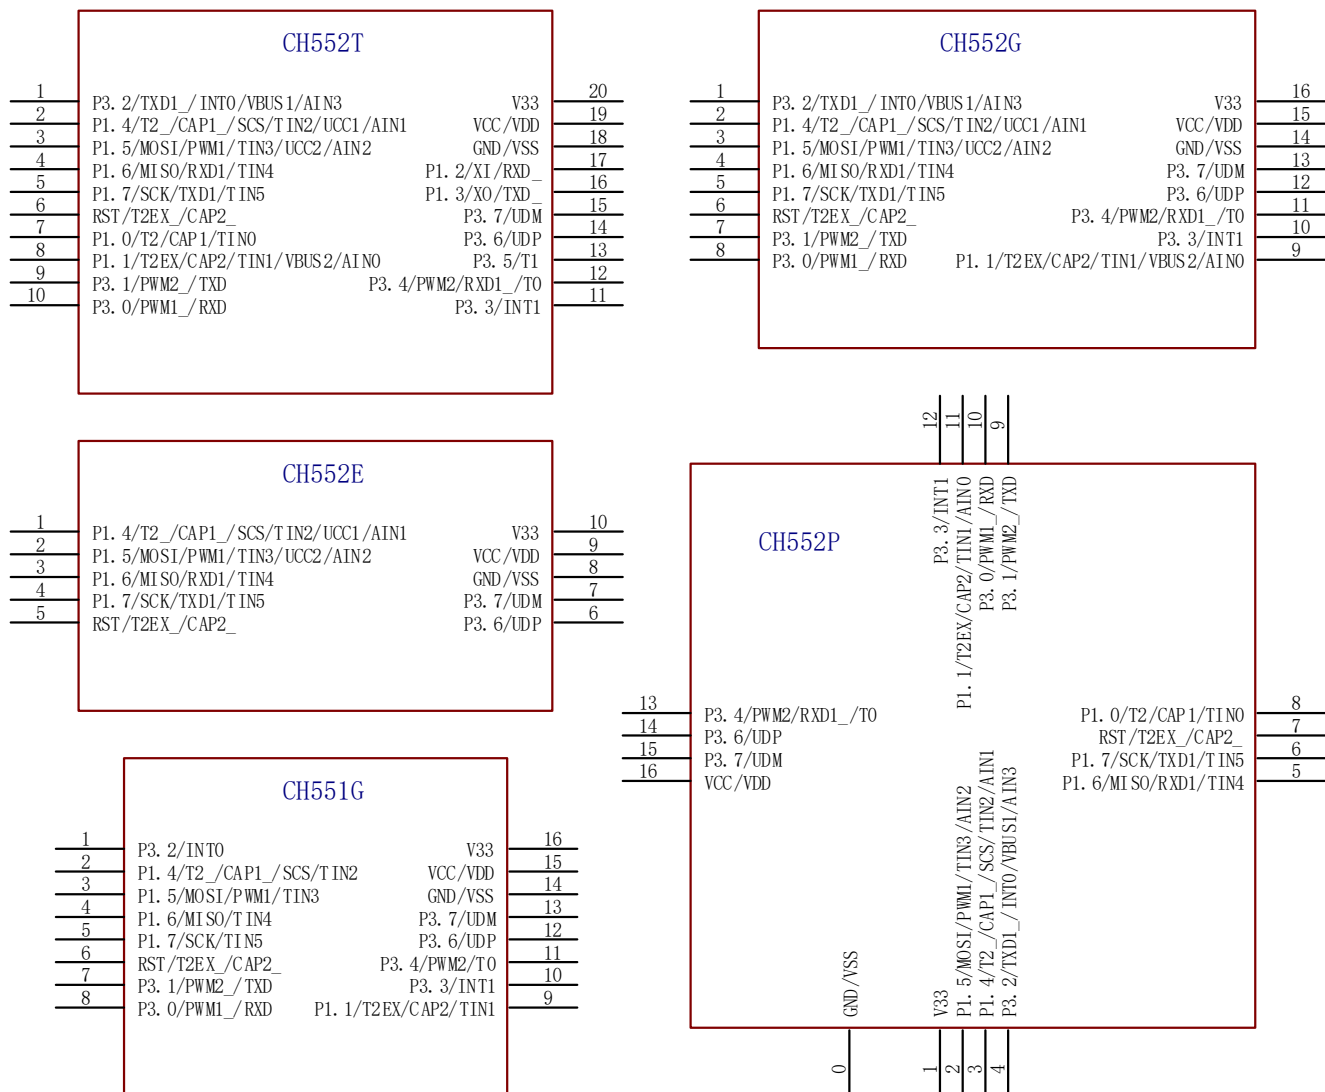 CH552T
1 P3.2/TXD1_/INT0/VBUS1/AIN3 V33 20
2 P1.4/T2_/CAP1_/SCS/TIN2/UCC1/AIN1 VCC/VDD 19
3 P1.5/MOSI/PWM1/TIN3/UCC2/AIN2 GND/VSS 18
4 P1.6/MISO/RXD1/TIN4 P1.2/XI/RXD_ 17
5 P1.7/SCK/TXD1/TIN5 P1.3/XO/TXD_ 16
6 RST/T2EX_/CAP2_ P3.7/UDM 15
7 P1.0/T2/CAP1/TIN0 P3.6/UDP 14
8 P1.1/T2EX/CAP2/TIN1/VBUS2/AIN0 P3.5/T1 13
9 P3.1/PWM2_/TXD P3.4/PWM2/RXD1_/T0 12
10 P3.0/PWM1_/RXD P3.3/INT1 11
CH552G
1 P3.2/TXD1_/INT0/VBUS1/AIN3 V33 16
2 P1.4/T2_/CAP1_/SCS/TIN2/UCC1/AIN1 VCC/VDD 15
3 P1.5/MOSI/PWM1/TIN3/UCC2/AIN2 GND/VSS 14
4 P1.6/MISO/RXD1/TIN4 P3.7/UDM 13
5 P1.7/SCK/TXD1/TIN5 P3.6/UDP 12
6 RST/T2EX_/CAP2_ P3.4/PWM2/RXD1_/T0 11
7 P3.1/PWM2_/TXD P3.3/INT1 10
8 P3.0/PWM1_/RXD P1.1/T2EX/CAP2/TIN1/VBUS2/AIN0 9
CH552E
1 P1.4/T2_/CAP1_/SCS/TIN2/UCC1/AIN1 V33 10
2 P1.5/MOSI/PWM1/TIN3/UCC2/AIN2 VCC/VDD 9
3 P1.6/MISO/RXD1/TIN4 GND/VSS 8
4 P1.7/SCK/TXD1/TIN5 P3.7/UDM 7
5 RST/T2EX_/CAP2_ P3.6/UDP 6
CH552P
12 P3.3/INT1
11 P1.1/T2EX/CAP2/TIN1/AIN0
10 P3.0/PWM1_/RXD
9 P3.1/PWM2_/TXD
13 P3.4/PWM2/RXD1_/T0 P1.0/T2/CAP1/TIN0 8
14 P3.6/UDP RST/T2EX_/CAP2_ 7
15 P3.7/UDM P1.7/SCK/TXD1/TIN5 6
16 VCC/VDD P1.6/MISO/RXD1/TIN4 5
0 GND/VSS
1 V33
2 P1.5/MOSI/PWM1/TIN3/AIN2
3 P1.4/T2_/CAP1_/SCS/TIN2/AIN1
4 P3.2/TXD1_/INT0/VBUS1/AIN3
CH551G
1 P3.2/INT0 V33 16
2 P1.4/T2_/CAP1_/SCS/TIN2 VCC/VDD 15
3 P1.5/MOSI/PWM1/TIN3 GND/VSS 14
4 P1.6/MISO/TIN4 P3.7/UDM 13
5 P1.7/SCK/TIN5 P3.6/UDP 12
6 RST/T2EX_/CAP2_ P3.4/PWM2/T0 11
7 P3.1/PWM2_/TXD P3.3/INT1 10
8 P3.0/PWM1_/RXD P1.1/T2EX/CAP2/TIN1 9